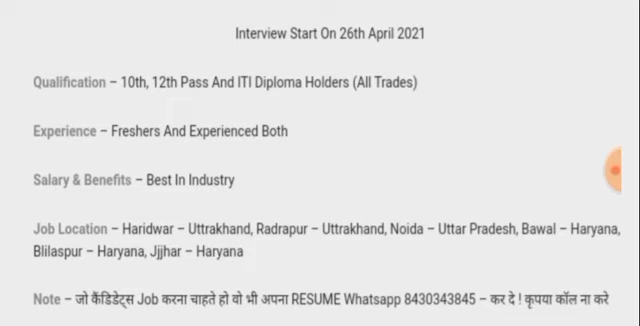 Interview Start On 26th April 2021
Qualification – 10th, 12th Pass And ITI Diploma Holders (All Trades)
Experience – Freshers And Experienced Both
Salary & Benefits – Best In Industry
Job Location – Haridwar – Uttrakhand, Radrapur – Uttrakhand, Noida – Uttar Pradesh, Bawal – Haryana,
Blilaspur – Haryana, Jjjhar – Haryana
Note – जो कैंडिडेट्स Job करना चाहते हो वो भी अपना RESUME Whatsapp 8430343845 – कर दे ! कृपया कॉल ना करे